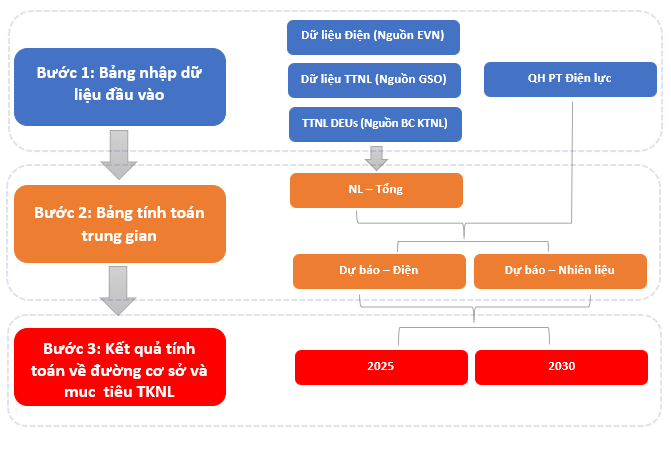 Bước 1: Bảng nhập dữ
liệu đầu vào
Dữ liệu Điện (Nguồn EVN)
Dữ liệu TTNL (Nguồn GSO)
TTNL DEUs (Nguồn BC KTNL)
QH PT Điện lực
Bước 2: Bảng tính toán
trung gian
NL – Tổng
Dự báo – Điện
Dự báo – Nhiên liệu
Bước 3: Kết quả tính
toán về đường cơ sở và
mục tiêu TKNL
2025
2030